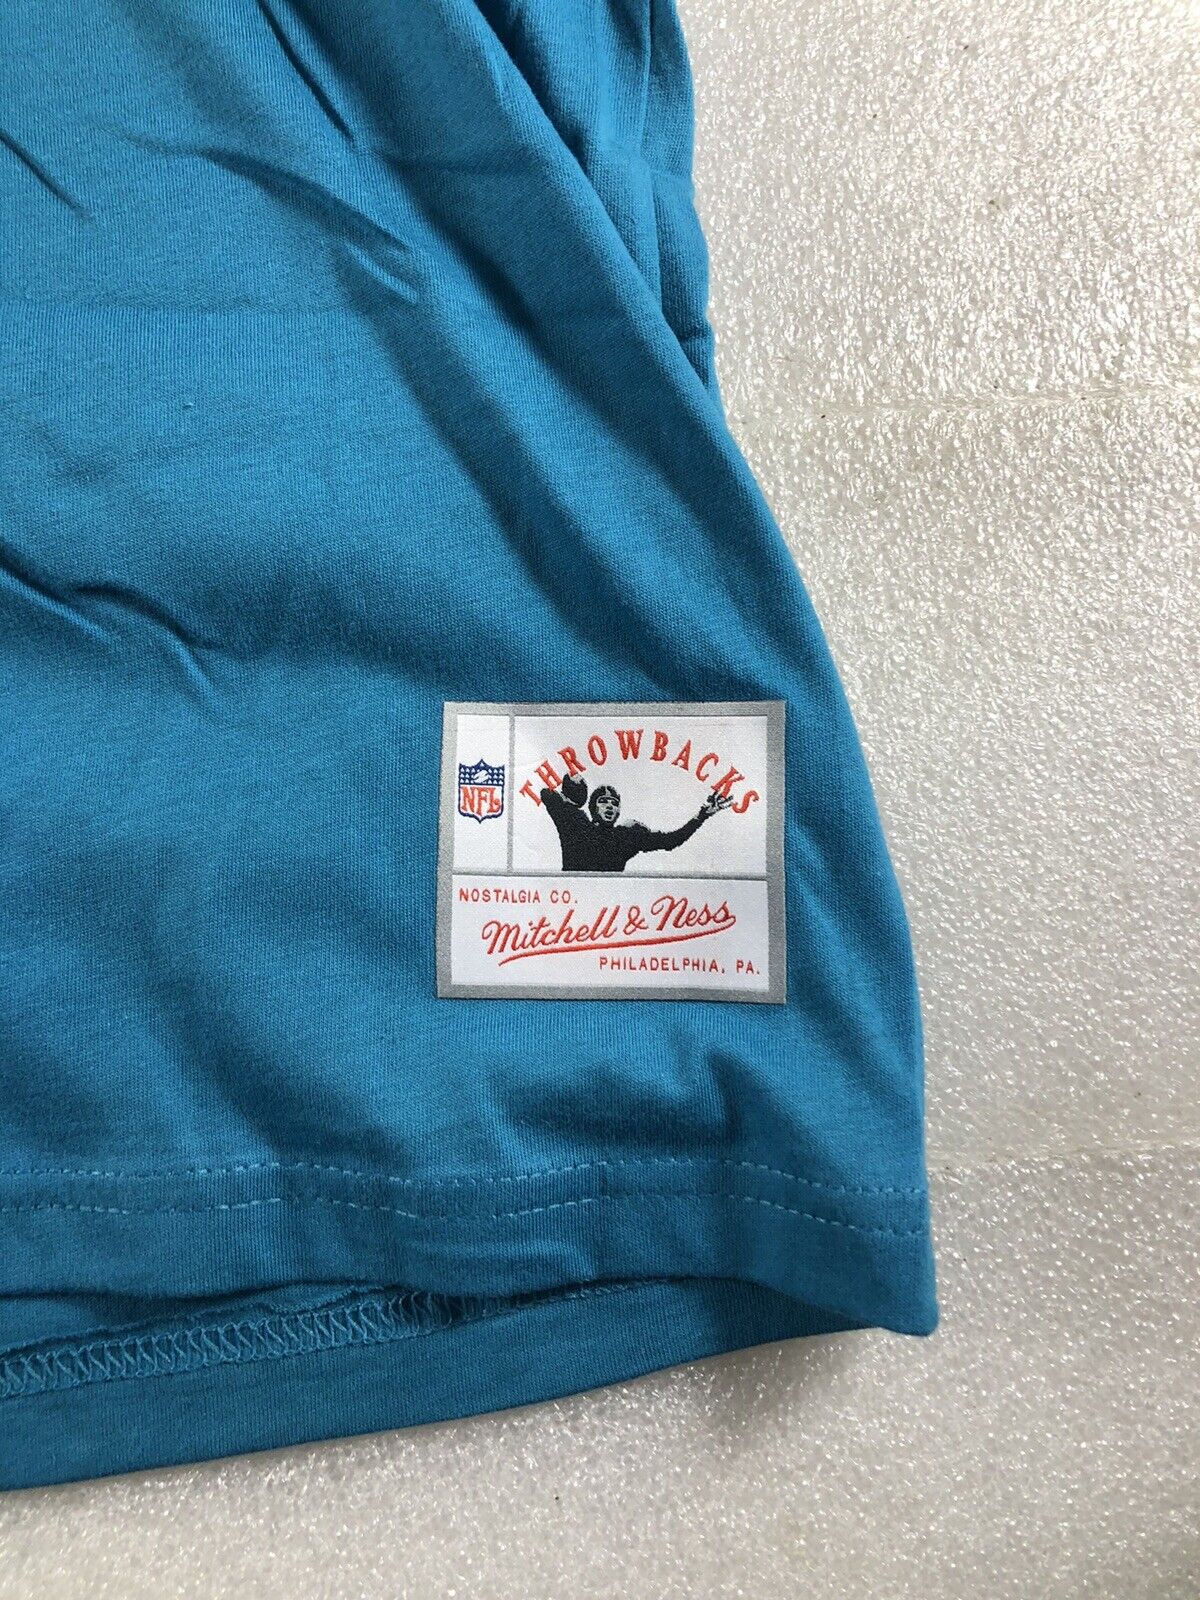 THROWBACKS
NFL
NOSTALGIA CO.
Mitchell & Ness
PHILADELPHIA, PA.